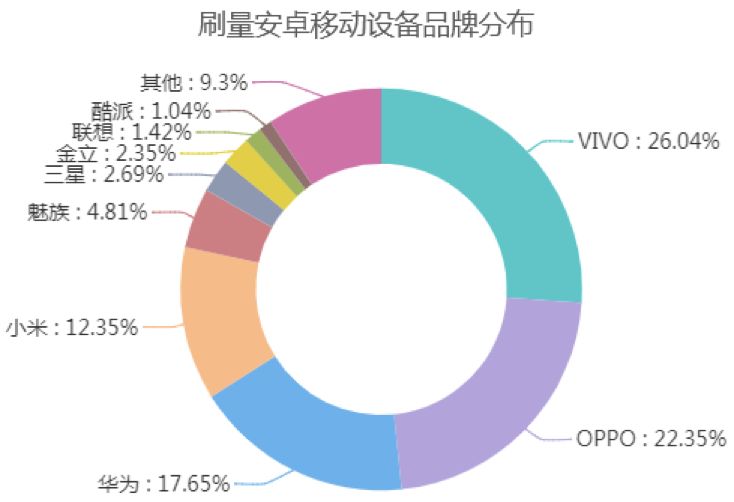 刷量安卓移动设备品牌分布
其他 : 9.3%
酷派 : 1.04%
联想 : 1.42%
金立 : 2.35%
三星 : 2.69%
魅族 : 4.81%
小米 : 12.35%
华为 : 17.65%
VIVO : 26.04%
OPPO : 22.35%